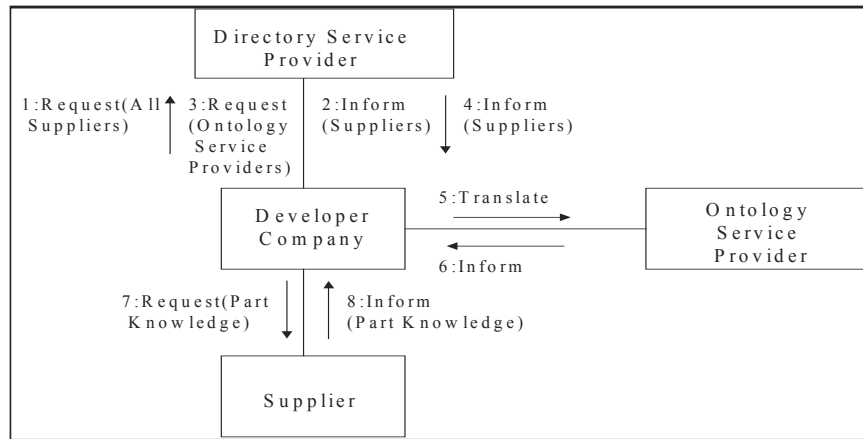 Directory Service
Provider
1:Request(All
Suppliers)
3:Request
(Ontology
Service
Providers)
2:Inform
(Suppliers)
4:Inform
(Suppliers)
Developer
Company
5:Translate
6:Inform
Ontology
Service
Provider
7:Request(Part
Knowledge)
8:Inform
(Part Knowledge)
Supplier